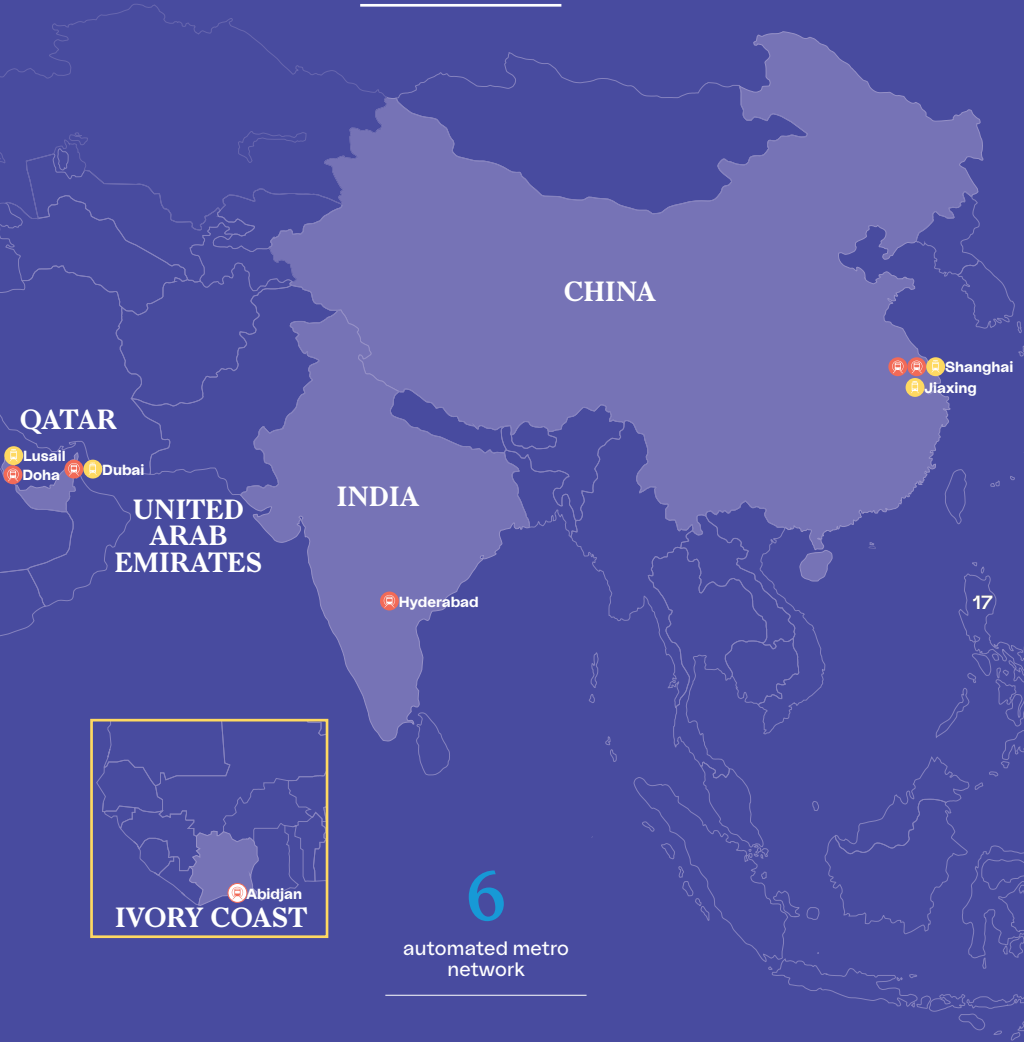 CHINA
Shanghai
Jiaxing
QATAR
Lusail
Doha
Dubai
UNITED
ARAB
EMIRATES
INDIA
Hyderabad
17
Abidjan
IVORY COAST
6
automated metro
network